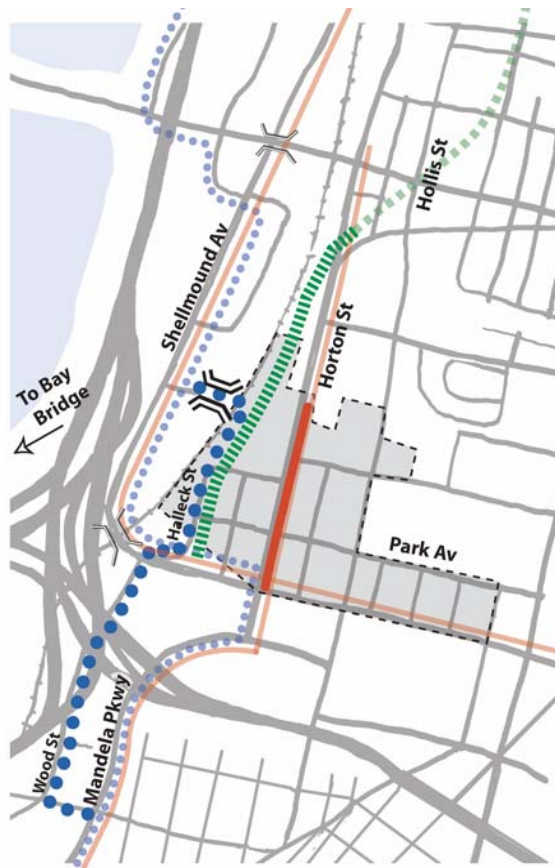 Hollis St
Shellmound Av
Horton St
To Bay
Bridge
Halleck St
Park Av
Mandela Pkwy
Wood St